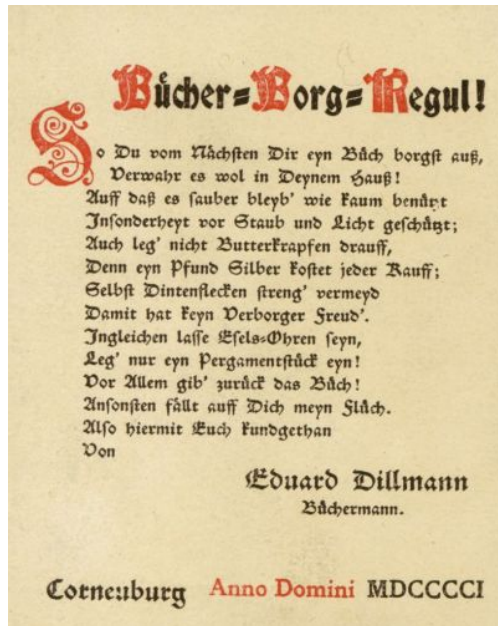 Bücher=Borg=Regul!
So Du vom Nächsten Dir eyn Bůch borgst auß,
Verwahr es wol in Deynem Hauß!
Auff daß es sauber bleyb' wie kaum benützt
Insonderheyt vor Staub und Licht geschützt;
Auch leg' nicht Butterkrapfen drauff,
Denn eyn Pfund Silber kostet jeder Rauff;
Selbst Dintenflecken streng' vermeyd
Damit hat keyn Verborger Freud'.
Ingleichen lasse Esels=Ohren seyn,
Leg' nur eyn Pergamentstück eyn!
Vor Allem gib' zurück das Bůch!
Ansonsten fällt auff Dich meyn Flůch.
Also hiermit Euch kundgethan
Von
Eduard Dillmann
Büchermann.
Corneuburg Anno Domini MDCCCCI